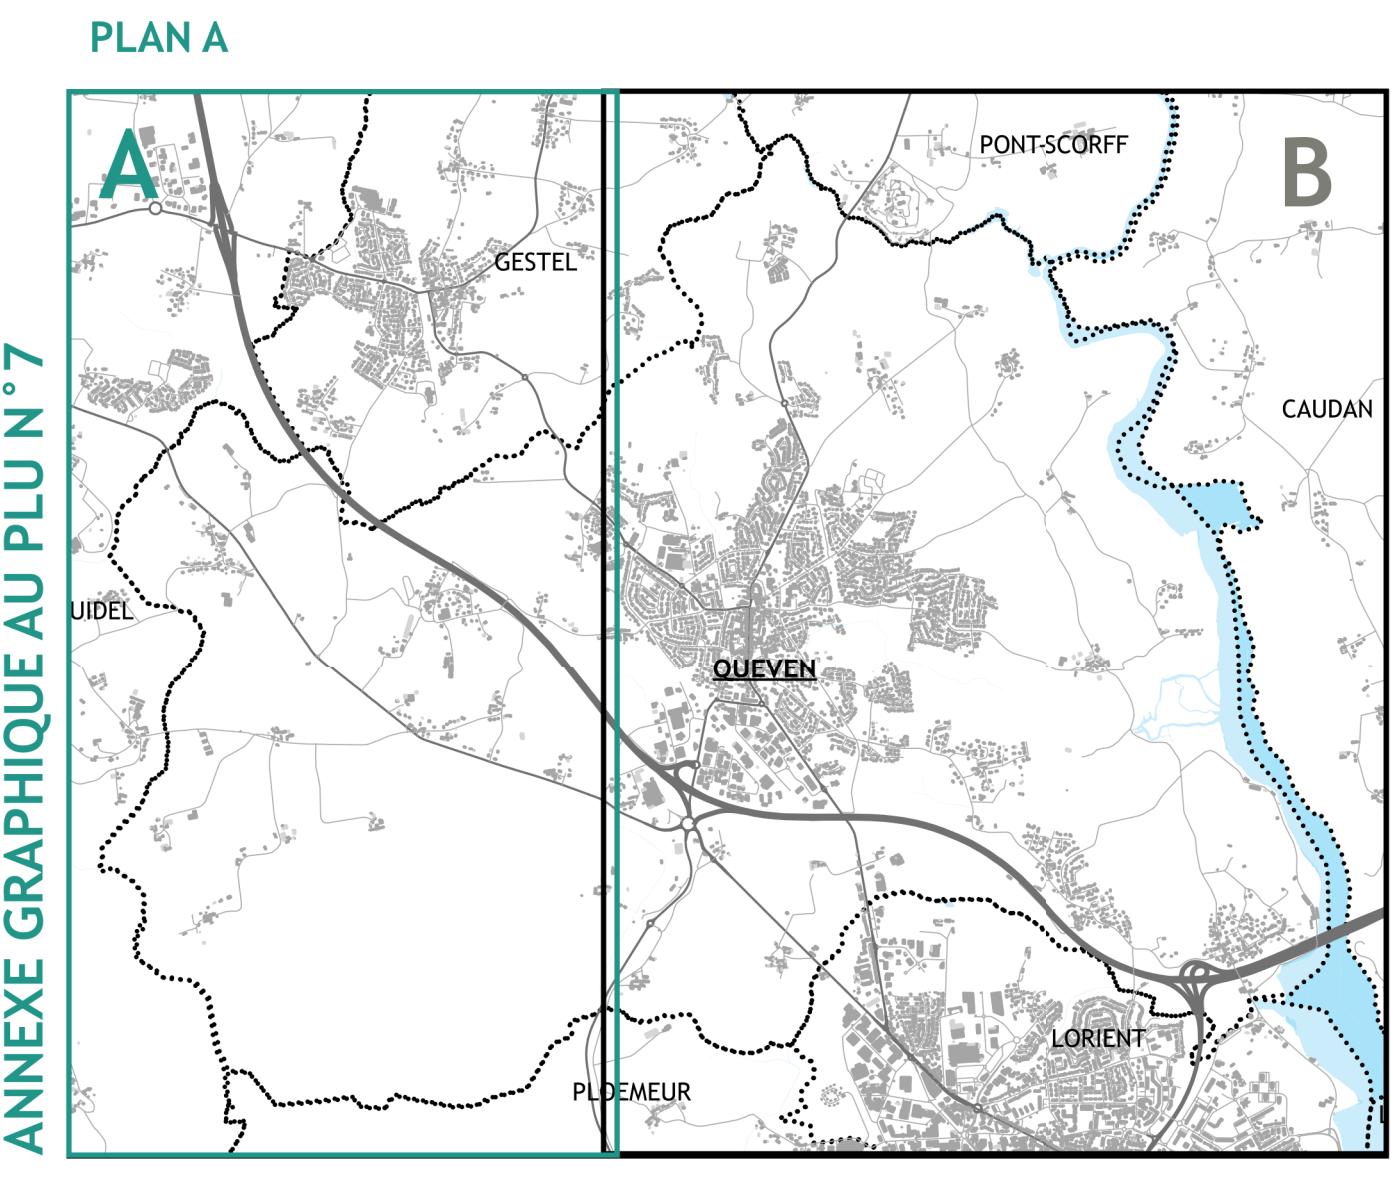 PLAN A
ANNEXE GRAPHIQUE AU PLU N°7
A
B
PONT-SCORFF
GESTEL
CAUDAN
UIDEL
QUEVEN
LORIENT
PLOEMEUR